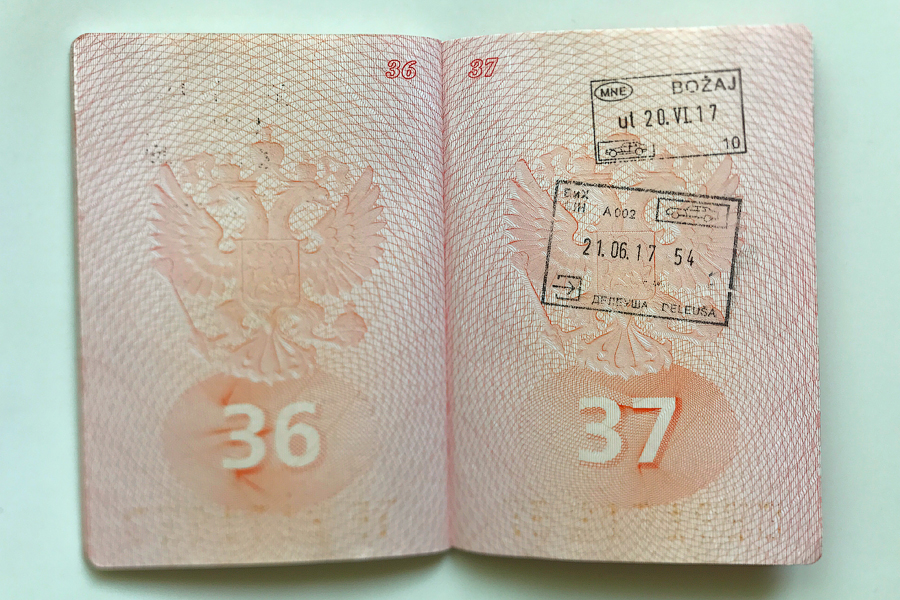 36
37
MNE BOŽAJ
ul 20.VI.17
10
БиХ
BIH A002
21.06.17 54
ДЕЛЕУША DELEUŠA
36
37